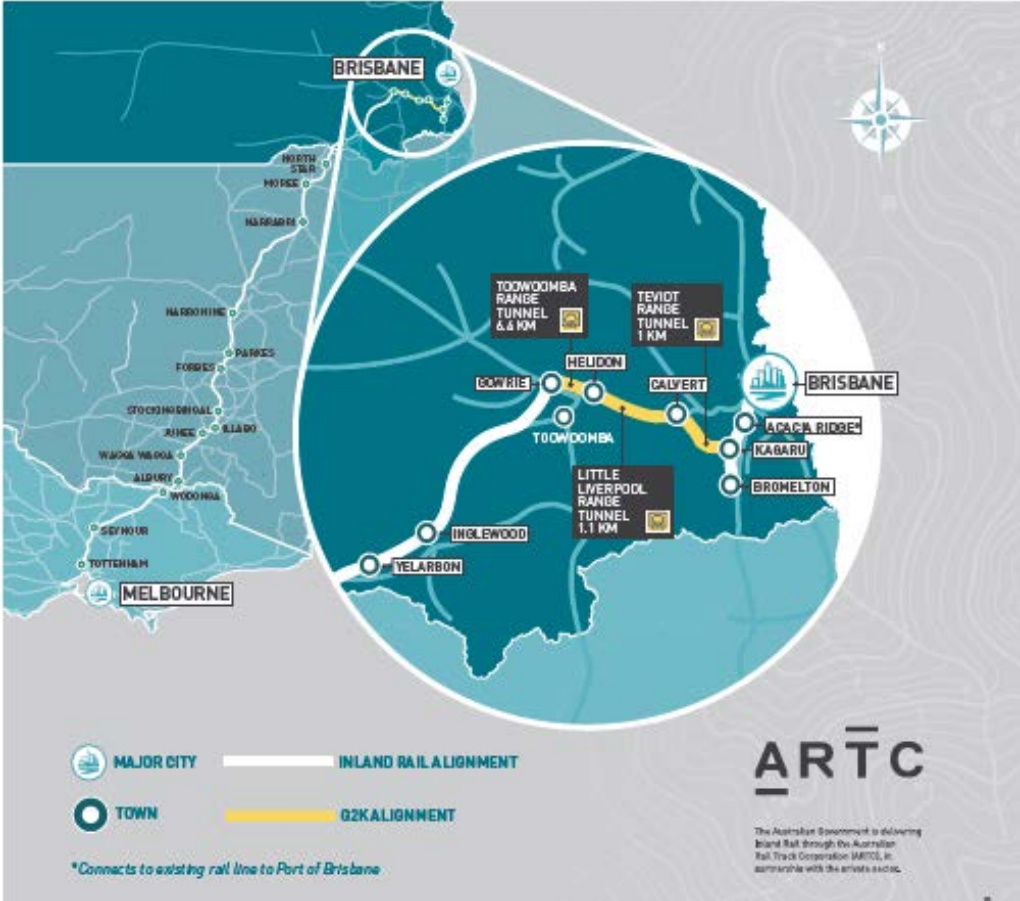 BRISBANE
NORTH
STAR
MOREE
NARRABRI
NARROMINE
PARKES
FORBES
STOCKINBINGAL
JUNEE
ILLABO
WAGGA WAGGA
ALBURY
WODONGA
SEYMOUR
TOTTENHAM
MELBOURNE
N
TOOWOOMBA
RANGE
TUNNEL
6.4 KM
TEVIOT
RANGE
TUNNEL
1 KM
HELIDON
GOWRIE
CALVERT
BRISBANE
TOOWOOMBA
ACACIA RIDGE*
KAGARU
BROMELTON
LITTLE
LIVERPOOL
RANGE
TUNNEL
1.1 KM
INGLEWOOD
YELARBON
MAJOR CITY
INLAND RAIL ALIGNMENT
TOWN
G2K ALIGNMENT
*Connects to existing rail line to Port of Brisbane
ARTC
The Australian Government is delivering
Inland Rail through the Australian
Rail Track Corporation (ARTC), in
partnership with the private sector.